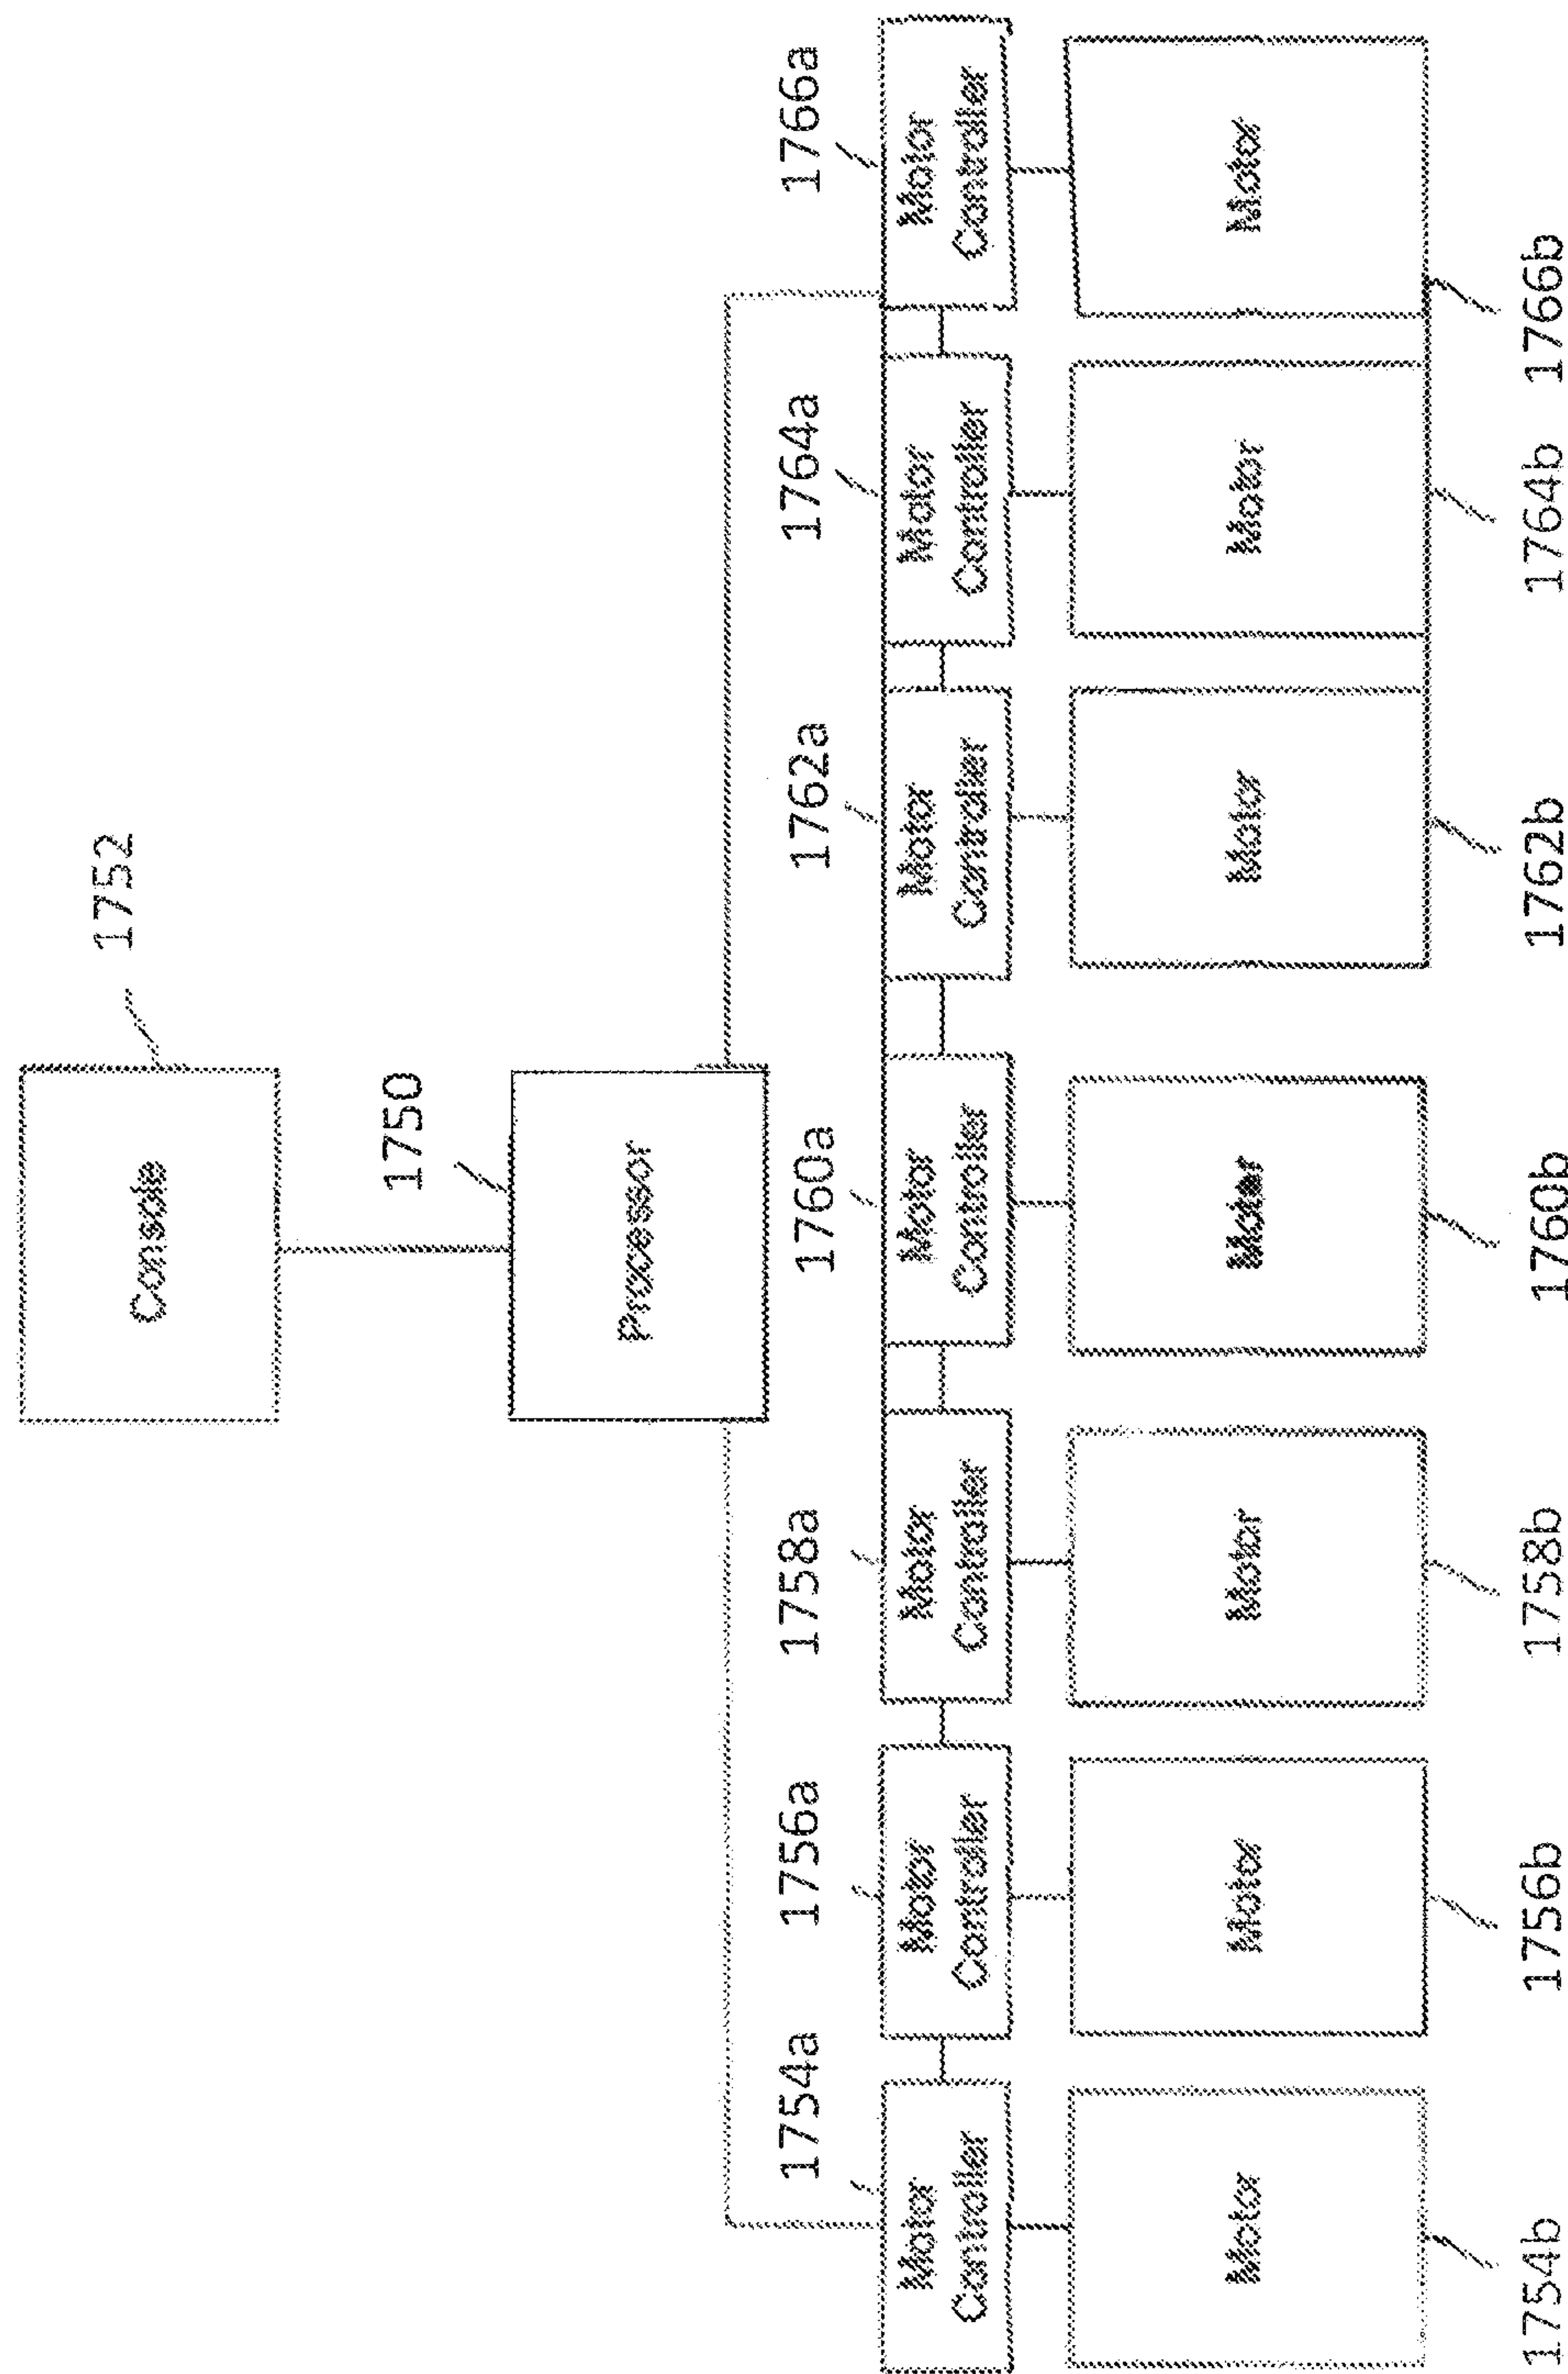 Console
1752
1750
Processor
1754a
1756a
1758a
1760a
1762a
1764a
1766a
Motor
Controller
Motor
Controller
Motor
Controller
Motor
Controller
Motor
Controller
Motor
Controller
Motor
Controller
Motor
Motor
Motor
Motor
Motor
Motor
Motor
1754b
1756b
1758b
1760b
1762b
1764b
1766b